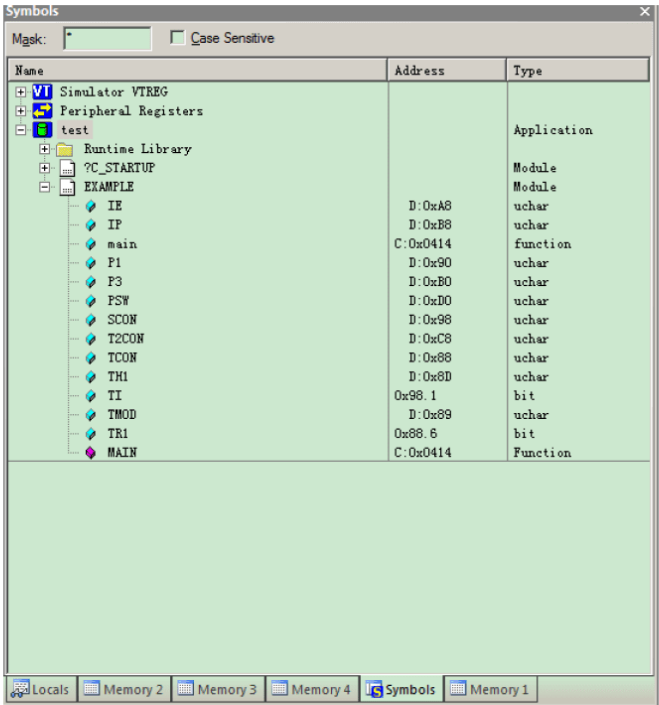 Symbols
Mask: * Case Sensitive
Name Address Type
VT Simulator VTREG
Peripheral Registers
test Application
Runtime Library
?C_STARTUP Module
EXAMPLE Module
IE D:0xA8 uchar
IP D:0xB8 uchar
main C:0x0414 function
P1 D:0x90 uchar
P3 D:0xB0 uchar
PSW D:0xD0 uchar
SCON D:0x98 uchar
T2CON D:0xC8 uchar
TCON D:0x88 uchar
TH1 D:0x8D uchar
TI 0x98.1 bit
TMOD D:0x89 uchar
TR1 0x88.6 bit
MAIN C:0x0414 Function
Locals Memory 2 Memory 3 Memory 4 Symbols Memory 1